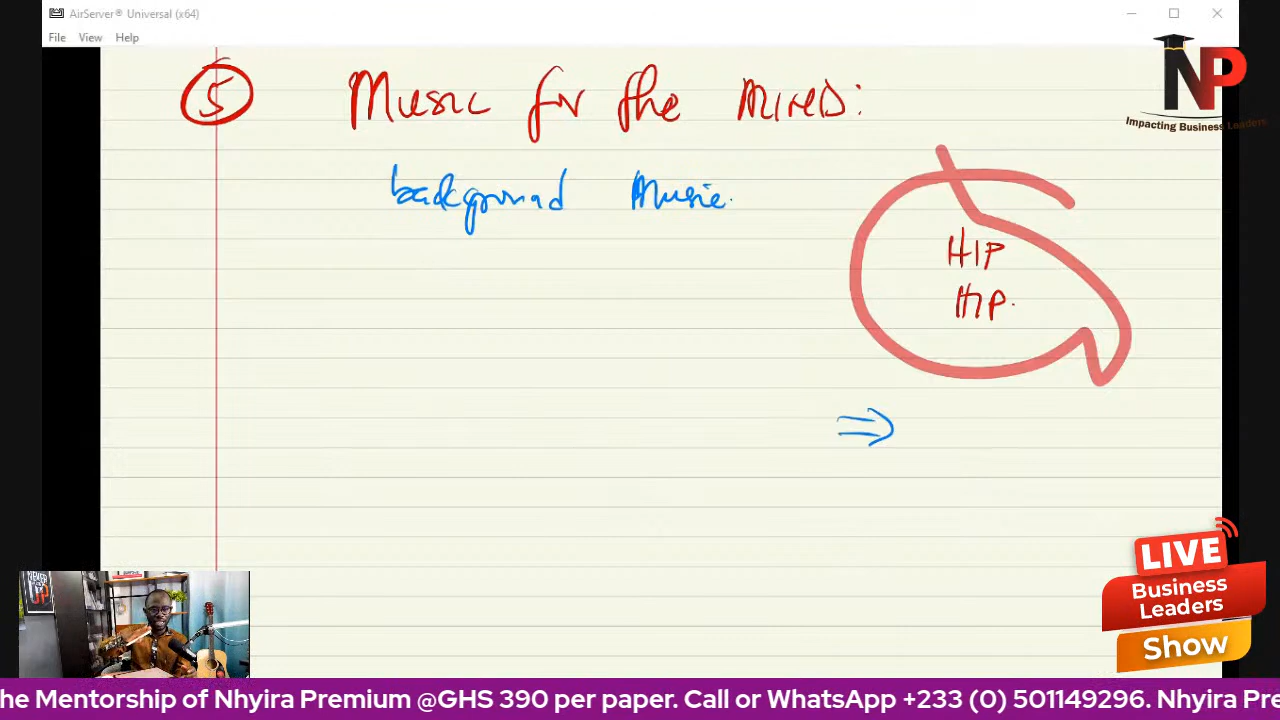 AirServer® Universal (x64)
File View Help
NP
Impacting Business Leaders
5 Music for the MIND:
background Music.
HIP
HIP.
LIVE
Business
Leaders
Show
he Mentorship of Nhyira Premium @GHS 390 per paper. Call or WhatsApp +233 (0) 501149296. Nhyira Pre